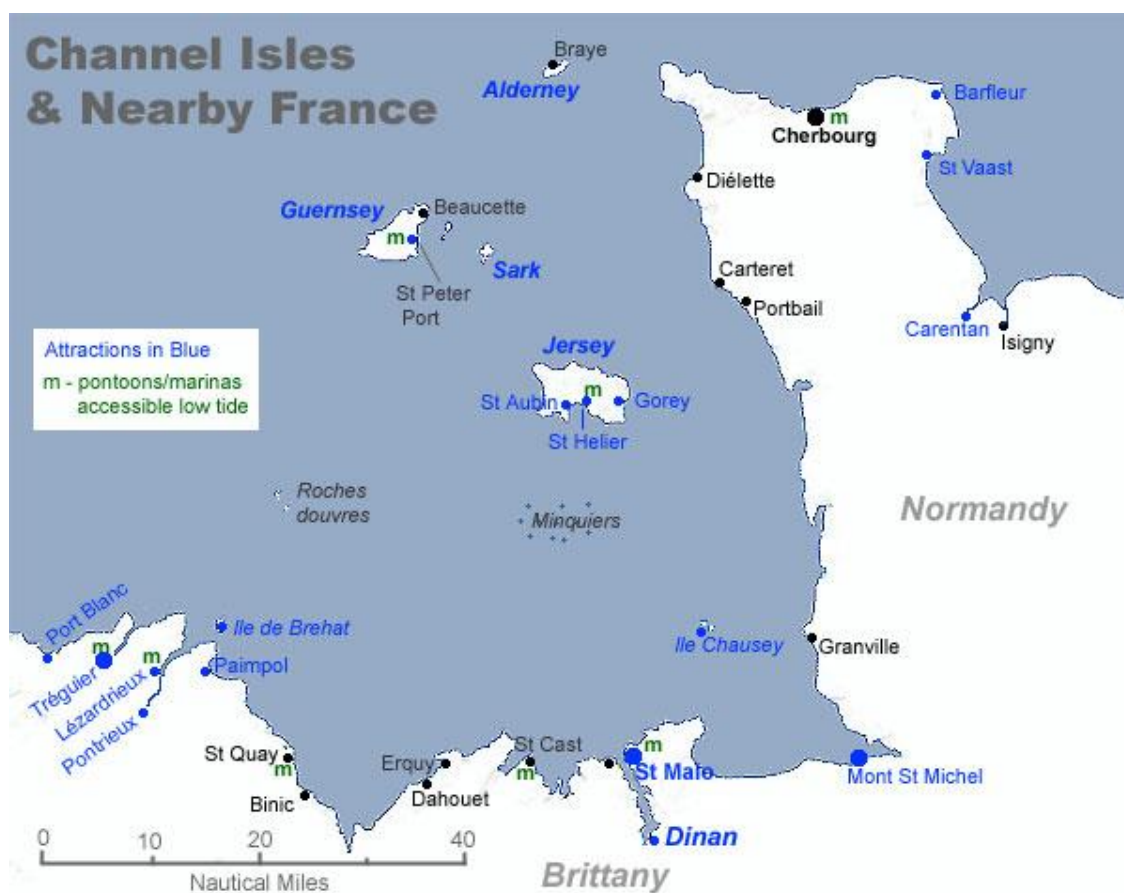 Channel Isles
& Nearby France
Braye
Alderney
Barfleur
m
Cherbourg
St Vaast
Diélette
Guernsey
Beaucette
m
Sark
St Peter
Port
Carteret
Portbail
Carentan
Isigny
Attractions in Blue
m - pontoons/marinas
accessible low tide
Jersey
m
St Aubin
Gorey
St Helier
Roches
douvres
Minquiers
Normandy
Port Blanc
m
Tréguier
m
Lézardrieux
Pontrieux
Ile de Brehat
Paimpol
Ile Chausey
Granville
St Quay
m
Binic
Erquy
Dahouet
St Cast
m
m
St Malo
Mont St Michel
Dinan
Brittany
0 10 20 40
Nautical Miles